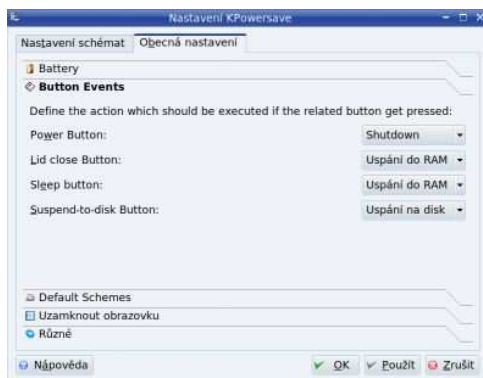 Nastavení KPowersave
Nastavení schémat Obecná nastavení
Battery
Button Events
Define the action which should be executed if the related button get pressed:
Power Button: Shutdown
Lid close Button: Uspání do RAM
Sleep button: Uspání do RAM
Suspend-to-disk Button: Uspání na disk
Default Schemes
Uzamknout obrazovku
Různé
Nápověda OK Použít Zrušit